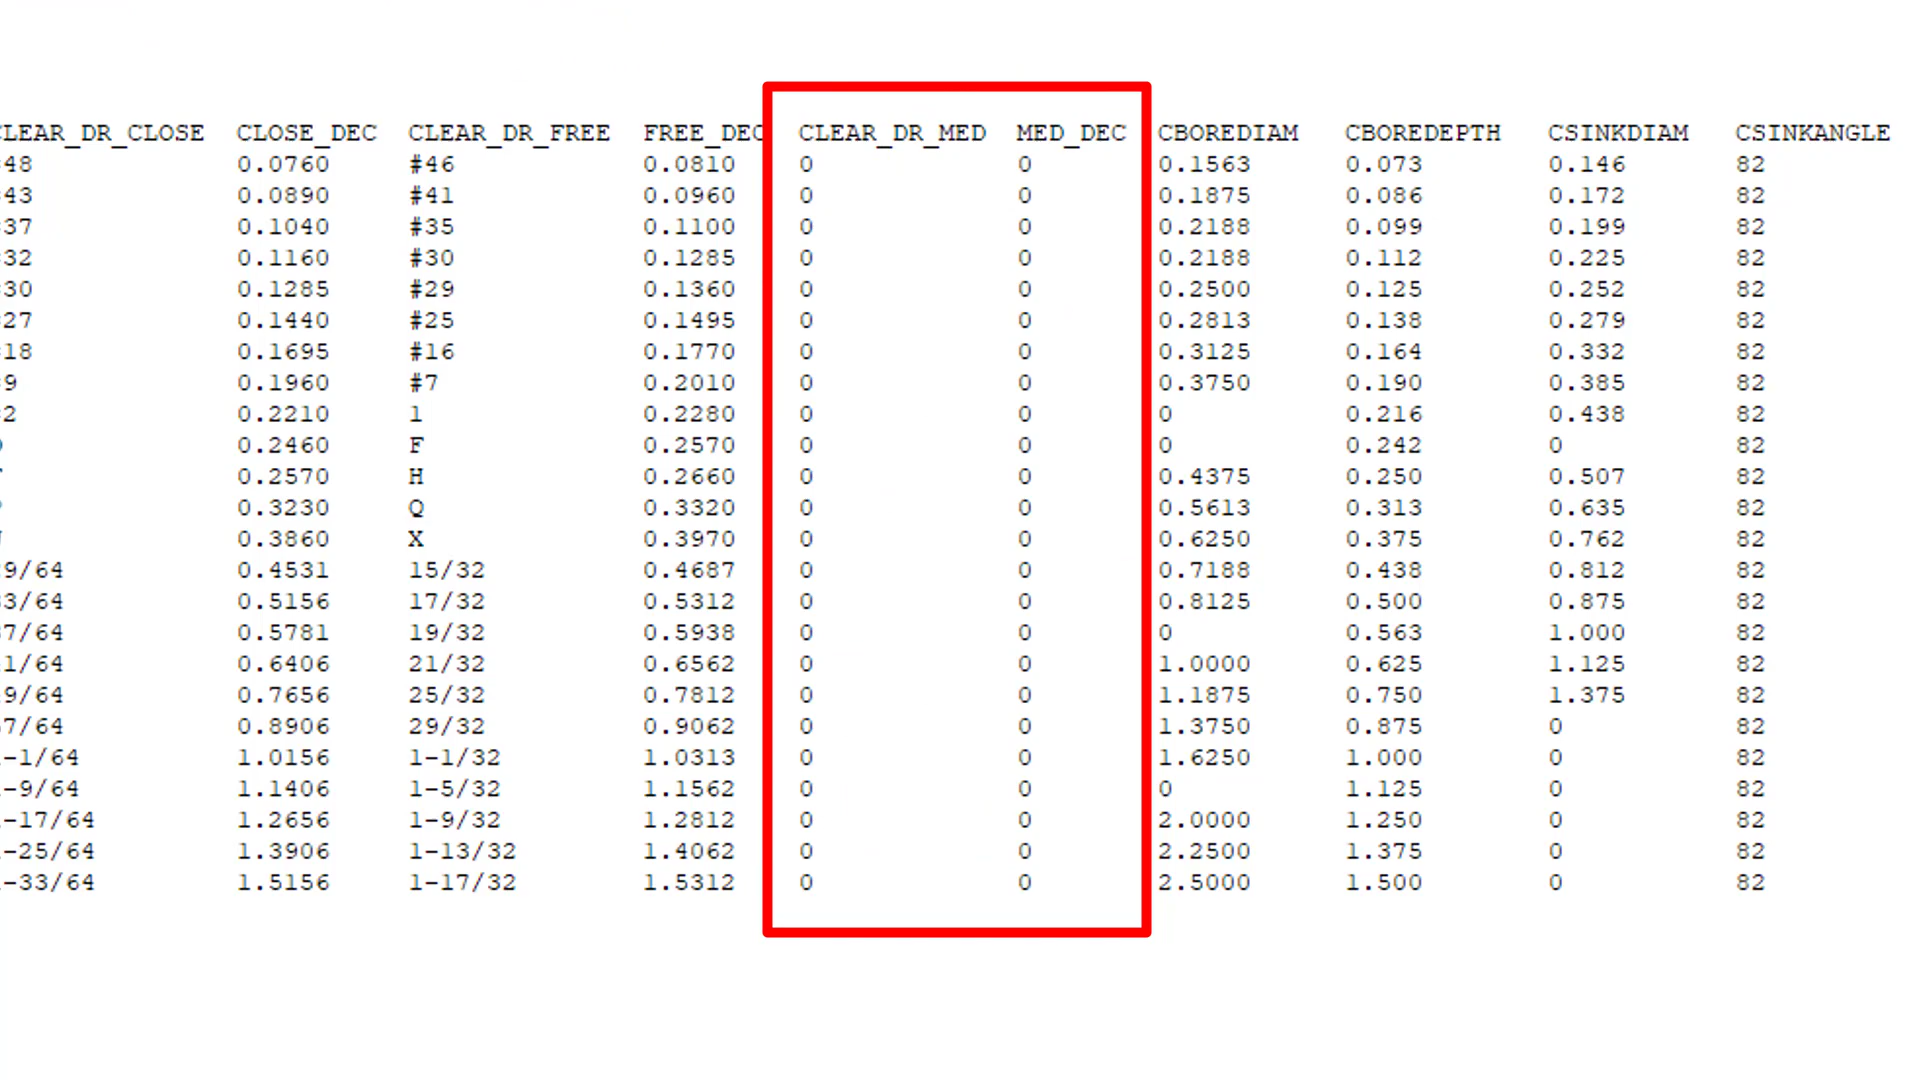 CLEAR_DR_CLOSE CLOSE_DEC CLEAR_DR_FREE FREE_DEC CLEAR_DR_MED MED_DEC CBOREDIAM CBOREDEPTH CSINKDIAM CSINKANGLE
48 0.0760 #46 0.0810 0 0 0.1563 0.073 0.146 82
43 0.0890 #41 0.0960 0 0 0.1875 0.086 0.172 82
37 0.1040 #35 0.1100 0 0 0.2188 0.099 0.199 82
32 0.1160 #30 0.1285 0 0 0.2188 0.112 0.225 82
30 0.1285 #29 0.1360 0 0 0.2500 0.125 0.252 82
27 0.1440 #25 0.1495 0 0 0.2813 0.138 0.279 82
18 0.1695 #16 0.1770 0 0 0.3125 0.164 0.332 82
9 0.1960 #7 0.2010 0 0 0.3750 0.190 0.385 82
2 0.2210 1 0.2280 0 0 0 0.216 0.438 82
0.2460 F 0.2570 0 0 0 0.242 0 82
0.2570 H 0.2660 0 0 0.4375 0.250 0.507 82
0.3230 Q 0.3320 0 0 0.5613 0.313 0.635 82
0.3860 X 0.3970 0 0 0.6250 0.375 0.762 82
9/64 0.4531 15/32 0.4687 0 0 0.7188 0.438 0.812 82
33/64 0.5156 17/32 0.5312 0 0 0.8125 0.500 0.875 82
37/64 0.5781 19/32 0.5938 0 0 0 0.563 1.000 82
1/64 0.6406 21/32 0.6562 0 0 1.0000 0.625 1.125 82
9/64 0.7656 25/32 0.7812 0 0 1.1875 0.750 1.375 82
7/64 0.8906 29/32 0.9062 0 0 1.3750 0.875 0 82
-1/64 1.0156 1-1/32 1.0313 0 0 1.6250 1.000 0 82
-9/64 1.1406 1-5/32 1.1562 0 0 0 1.125 0 82
-17/64 1.2656 1-9/32 1.2812 0 0 2.0000 1.250 0 82
-25/64 1.3906 1-13/32 1.4062 0 0 2.2500 1.375 0 82
-33/64 1.5156 1-17/32 1.5312 0 0 2.5000 1.500 0 82